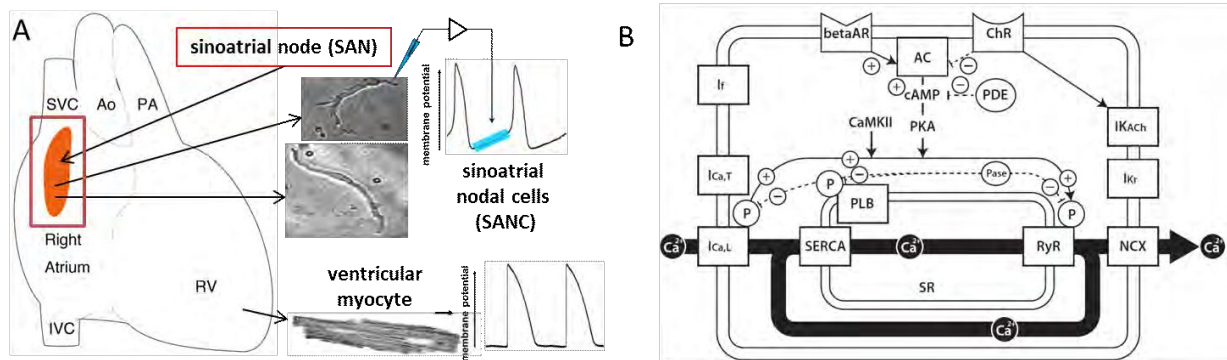 A
sinoatrial node (SAN)
SVC
Ao
PA
Right
Atrium
RV
IVC
membrane potential
sinoatrial
nodal cells
(SANC)
ventricular
myocyte
membrane potential
B
betaAR
ChR
AC
+
−
+
−
cAMP
PDE
If
CaMKII
PKA
IKACh
ICa,T
IKr
+
−
Pase
+
−
−
P
P
P
PLB
Ca2+
ICa,L
SERCA
Ca2+
RyR
NCX
Ca2+
SR
Ca2+